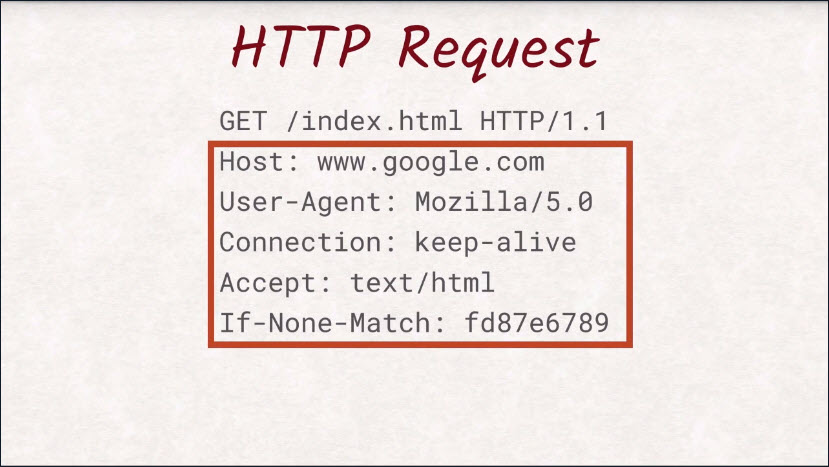 HTTP Request
GET /index.html HTTP/1.1
Host: www.google.com
User-Agent: Mozilla/5.0
Connection: keep-alive
Accept: text/html
If-None-Match: fd87e6789